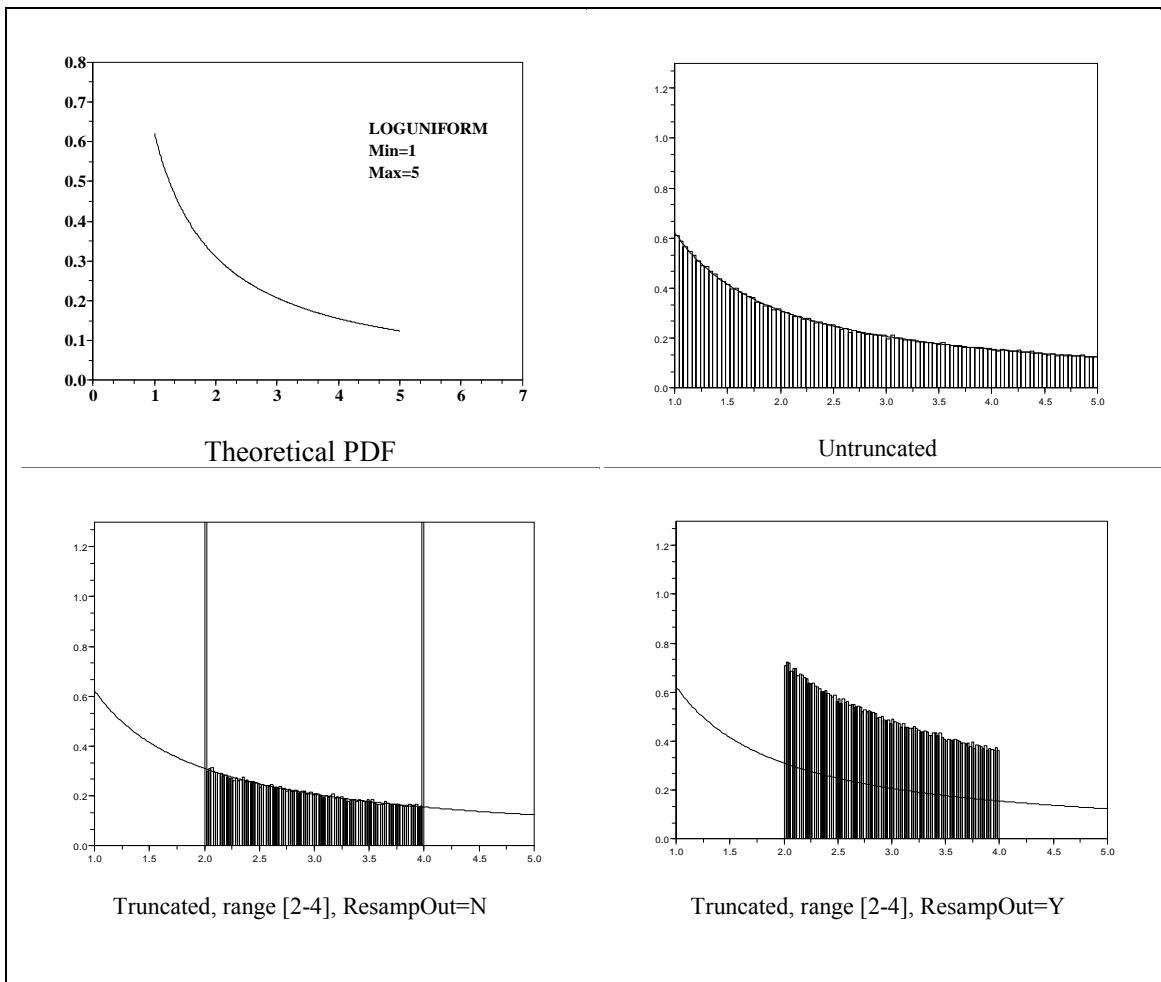 0.8
0.7
0.6
0.5
0.4
0.3
0.2
0.1
0.0
0 1 2 3 4 5 6 7
LOGUNIFORM
Min=1
Max=5
Theoretical PDF
1.2
1.0
0.8
0.6
0.4
0.2
0.0
1.0 1.5 2.0 2.5 3.0 3.5 4.0 4.5 5.0
Untruncated
1.2
1.0
0.8
0.6
0.4
0.2
0.0
1.0 1.5 2.0 2.5 3.0 3.5 4.0 4.5 5.0
Truncated, range [2-4], ResampOut=N
1.2
1.0
0.8
0.6
0.4
0.2
0.0
1.0 1.5 2.0 2.5 3.0 3.5 4.0 4.5 5.0
Truncated, range [2-4], ResampOut=Y